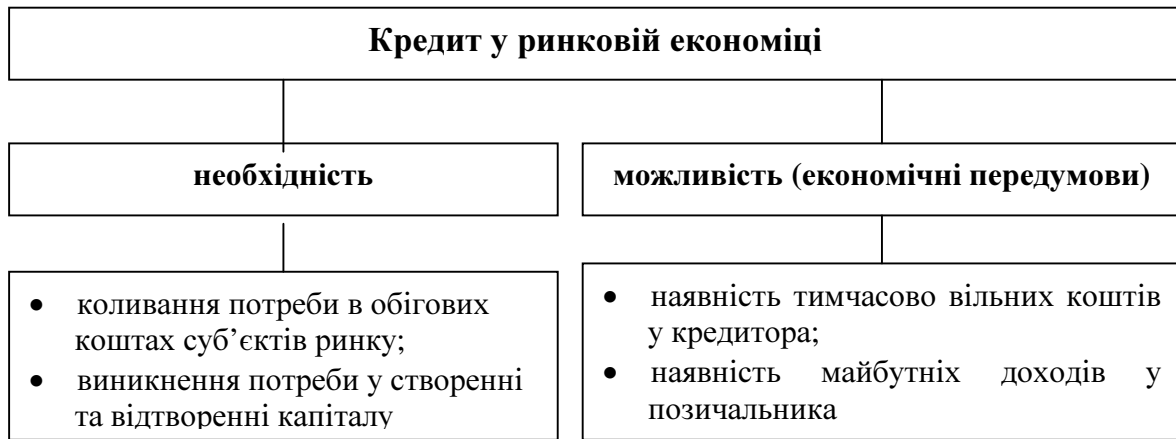 Кредит у ринковій економіці
необхідність
можливість (економічні передумови)
• коливання потреби в обігових
коштах суб’єктів ринку;
• виникнення потреби у створенні
та відтворенні капіталу
• наявність тимчасово вільних коштів
у кредитора;
• наявність майбутніх доходів у
позичальника